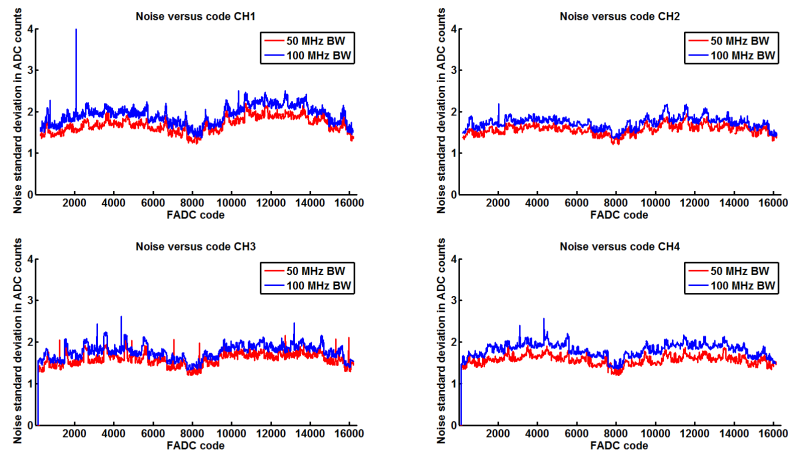 Noise versus code CH1
Noise standard deviation in ADC counts
4
3
2
1
0
50 MHz BW
100 MHz BW
2000 4000 6000 8000 10000 12000 14000 16000
FADC code
Noise versus code CH2
Noise standard deviation in ADC counts
4
3
2
1
0
50 MHz BW
100 MHz BW
2000 4000 6000 8000 10000 12000 14000 16000
FADC code
Noise versus code CH3
Noise standard deviation in ADC counts
4
3
2
1
0
50 MHz BW
100 MHz BW
2000 4000 6000 8000 10000 12000 14000 16000
FADC code
Noise versus code CH4
Noise standard deviation in ADC counts
4
3
2
1
0
50 MHz BW
100 MHz BW
2000 4000 6000 8000 10000 12000 14000 16000
FADC code